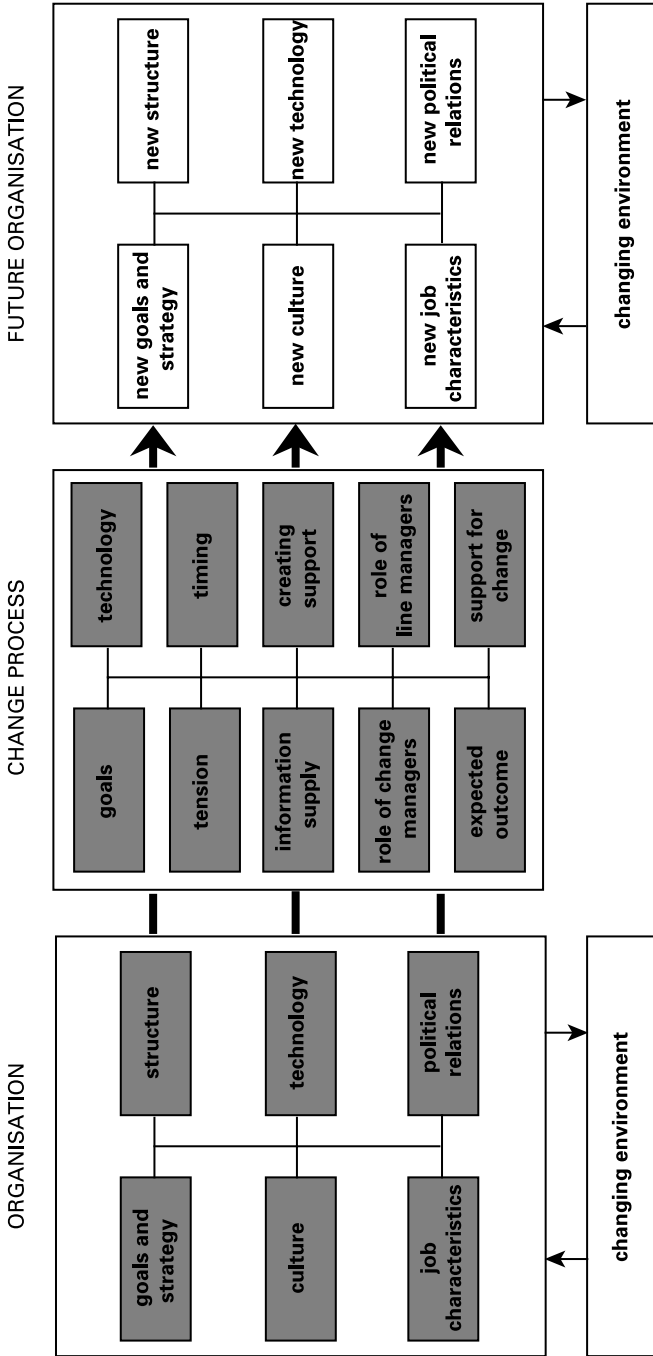 ORGANISATION
goals and
strategy
structure
culture
technology
job
characteristics
political
relations
changing environment
CHANGE PROCESS
goals
technology
tension
timing
information
supply
creating
support
role of change
managers
role of
line managers
expected
outcome
support for
change
FUTURE ORGANISATION
new goals and
strategy
new structure
new culture
new technology
new job
characteristics
new political
relations
changing environment